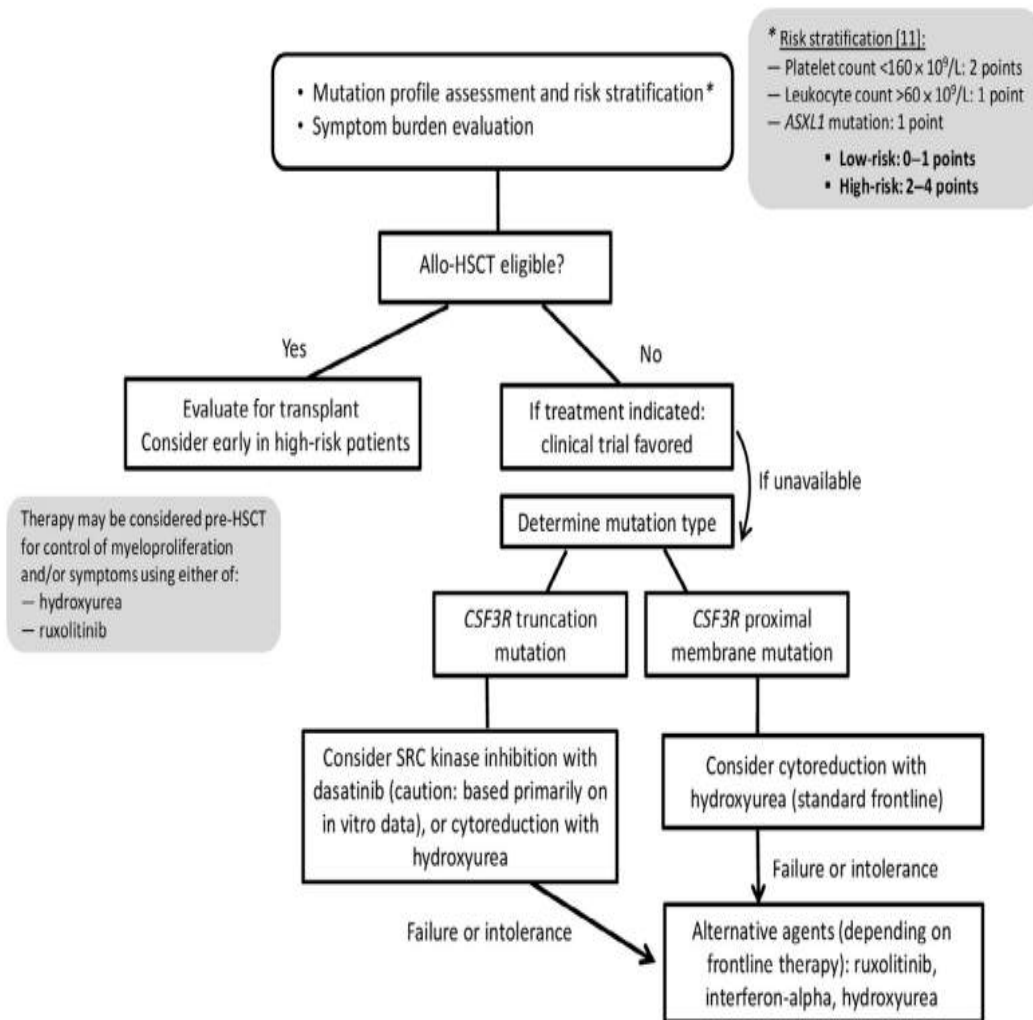 * Risk stratification [11]:
— Platelet count <160 x 10⁹/L: 2 points
— Leukocyte count >60 x 10⁹/L: 1 point
— ASXL1 mutation: 1 point
▪ Low-risk: 0–1 points
▪ High-risk: 2–4 points
• Mutation profile assessment and risk stratification*
• Symptom burden evaluation
Allo-HSCT eligible?
Yes
No
Evaluate for transplant
Consider early in high-risk patients
If treatment indicated:
clinical trial favored
If unavailable
Therapy may be considered pre-HSCT
for control of myeloproliferation
and/or symptoms using either of:
— hydroxyurea
— ruxolitinib
Determine mutation type
CSF3R truncation
mutation
CSF3R proximal
membrane mutation
Consider SRC kinase inhibition with
dasatinib (caution: based primarily on
in vitro data), or cytoreduction with
hydroxyurea
Consider cytoreduction with
hydroxyurea (standard frontline)
Failure or intolerance
Failure or intolerance
Alternative agents (depending on
frontline therapy): ruxolitinib,
interferon-alpha, hydroxyurea